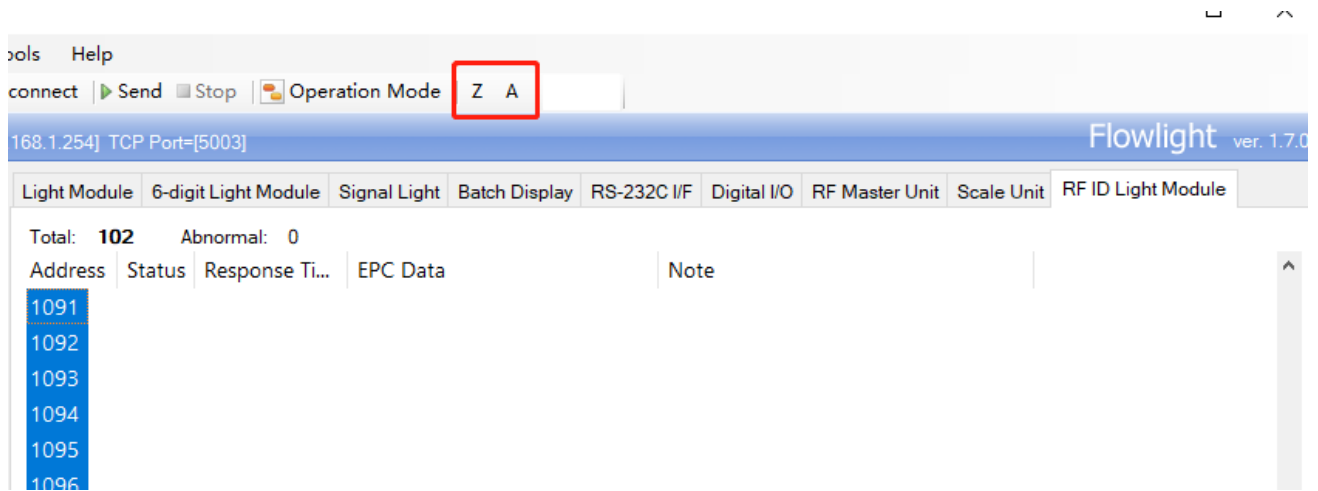 ools Help
connect Send Stop Operation Mode Z A
168.1.254] TCP Port=[5003] Flowlight ver. 1.7.0
Light Module 6-digit Light Module Signal Light Batch Display RS-232C I/F Digital I/O RF Master Unit Scale Unit RF ID Light Module
Total: 102 Abnormal: 0
Address Status Response Ti... EPC Data Note
1091
1092
1093
1094
1095
1096